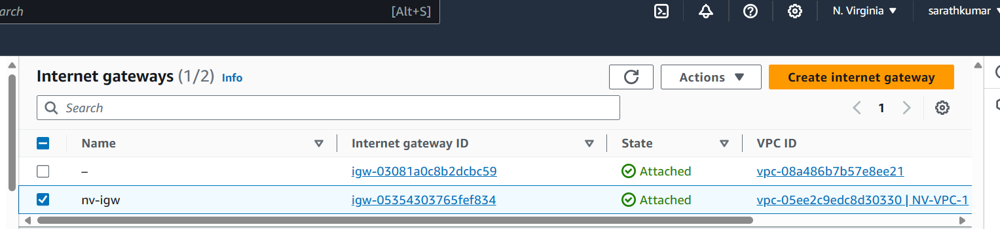 arch [Alt+S] N. Virginia sarathkumar
Internet gateways (1/2) Info Actions Create internet gateway
Search 1
Name Internet gateway ID State VPC ID
– igw-03081a0c8b2dcbc59 Attached vpc-08a486b7b57e8ee21
nv-igw igw-05354303765fef834 Attached vpc-05ee2c9edc8d30330 | NV-VPC-1